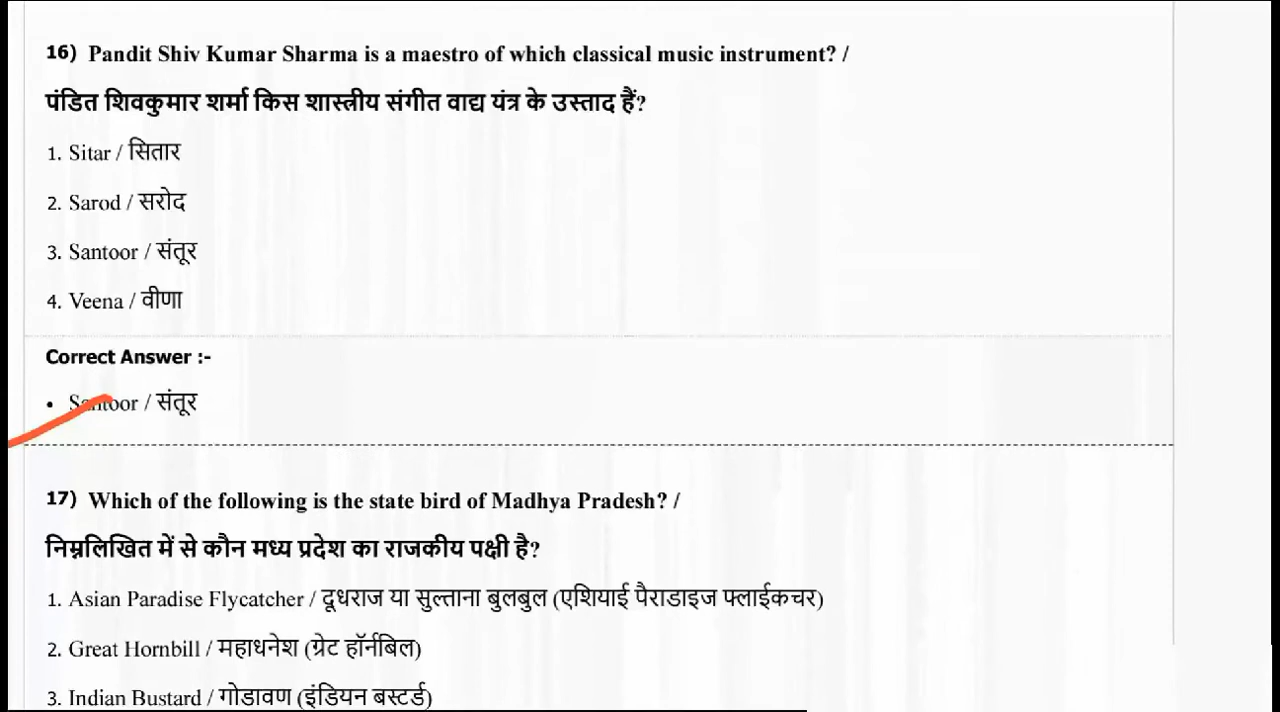 16) Pandit Shiv Kumar Sharma is a maestro of which classical music instrument? /
पंडित शिवकुमार शर्मा किस शास्त्रीय संगीत वाद्य यंत्र के उस्ताद हैं?
1. Sitar / सितार
2. Sarod / सरोद
3. Santoor / संतूर
4. Veena / वीणा
Correct Answer :-
• Santoor / संतूर
17) Which of the following is the state bird of Madhya Pradesh? /
निम्नलिखित में से कौन मध्य प्रदेश का राजकीय पक्षी है?
1. Asian Paradise Flycatcher / दूधराज या सुल्ताना बुलबुल (एशियाई पैराडाइज फ्लाईकचर)
2. Great Hornbill / महाधनेश (ग्रेट हॉर्नबिल)
3. Indian Bustard / गोडावण (इंडियन बस्टर्ड)